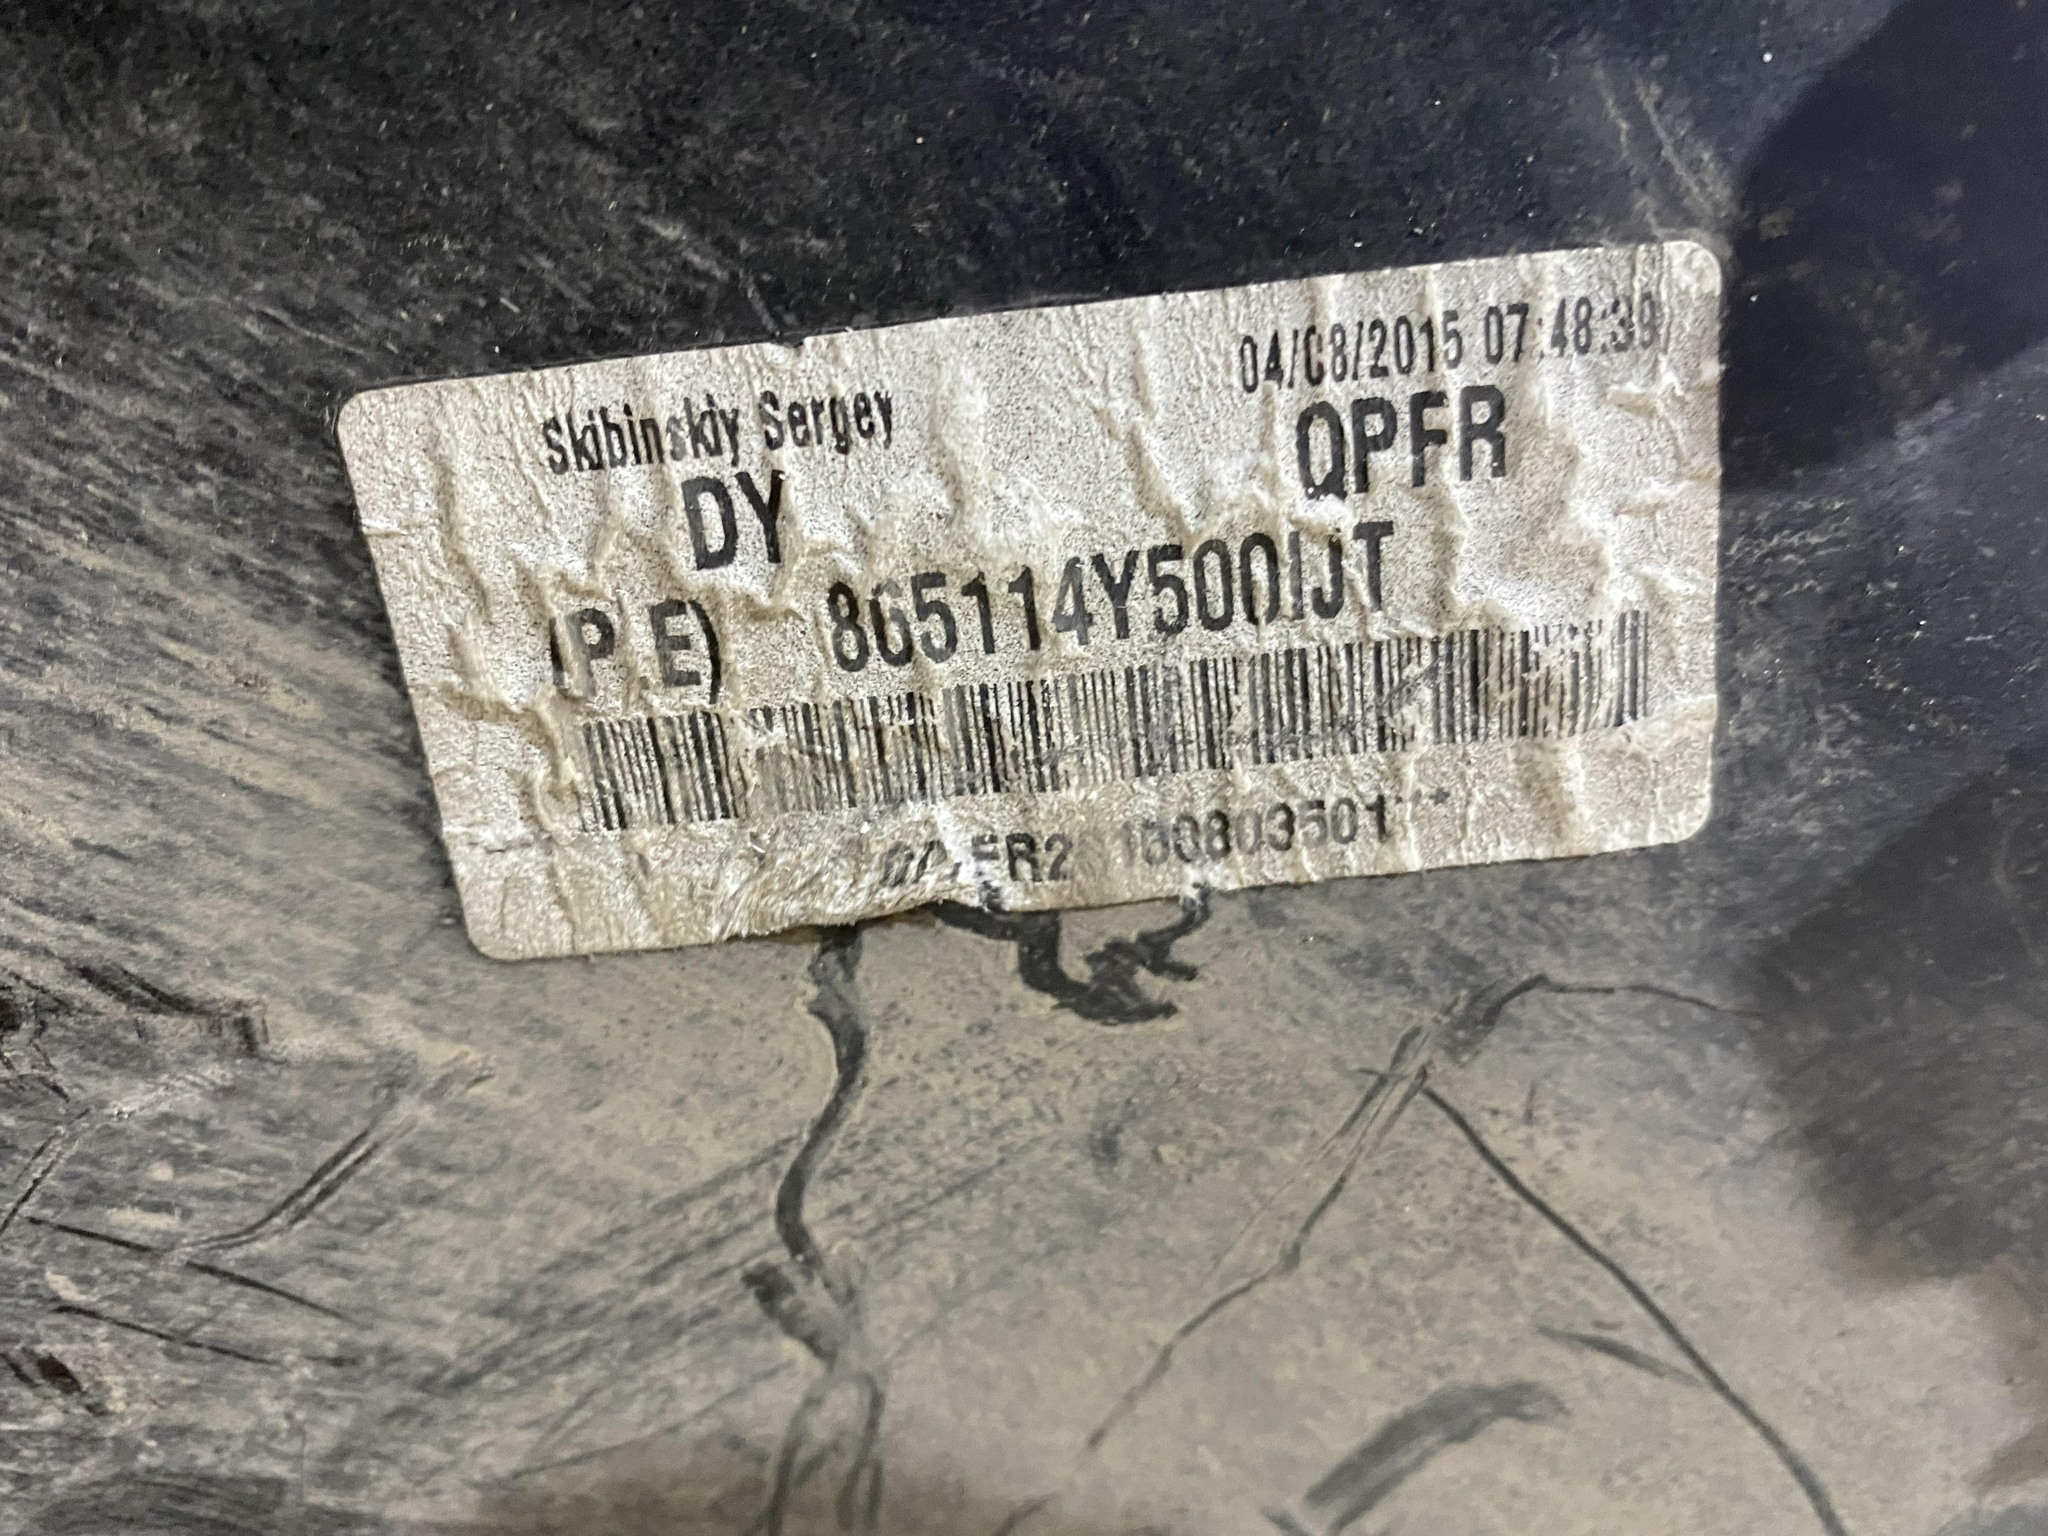 Skibinskiy Sergey 04/08/2015 07:48:39
DY QPFR
(P.E) 865114Y500IJT